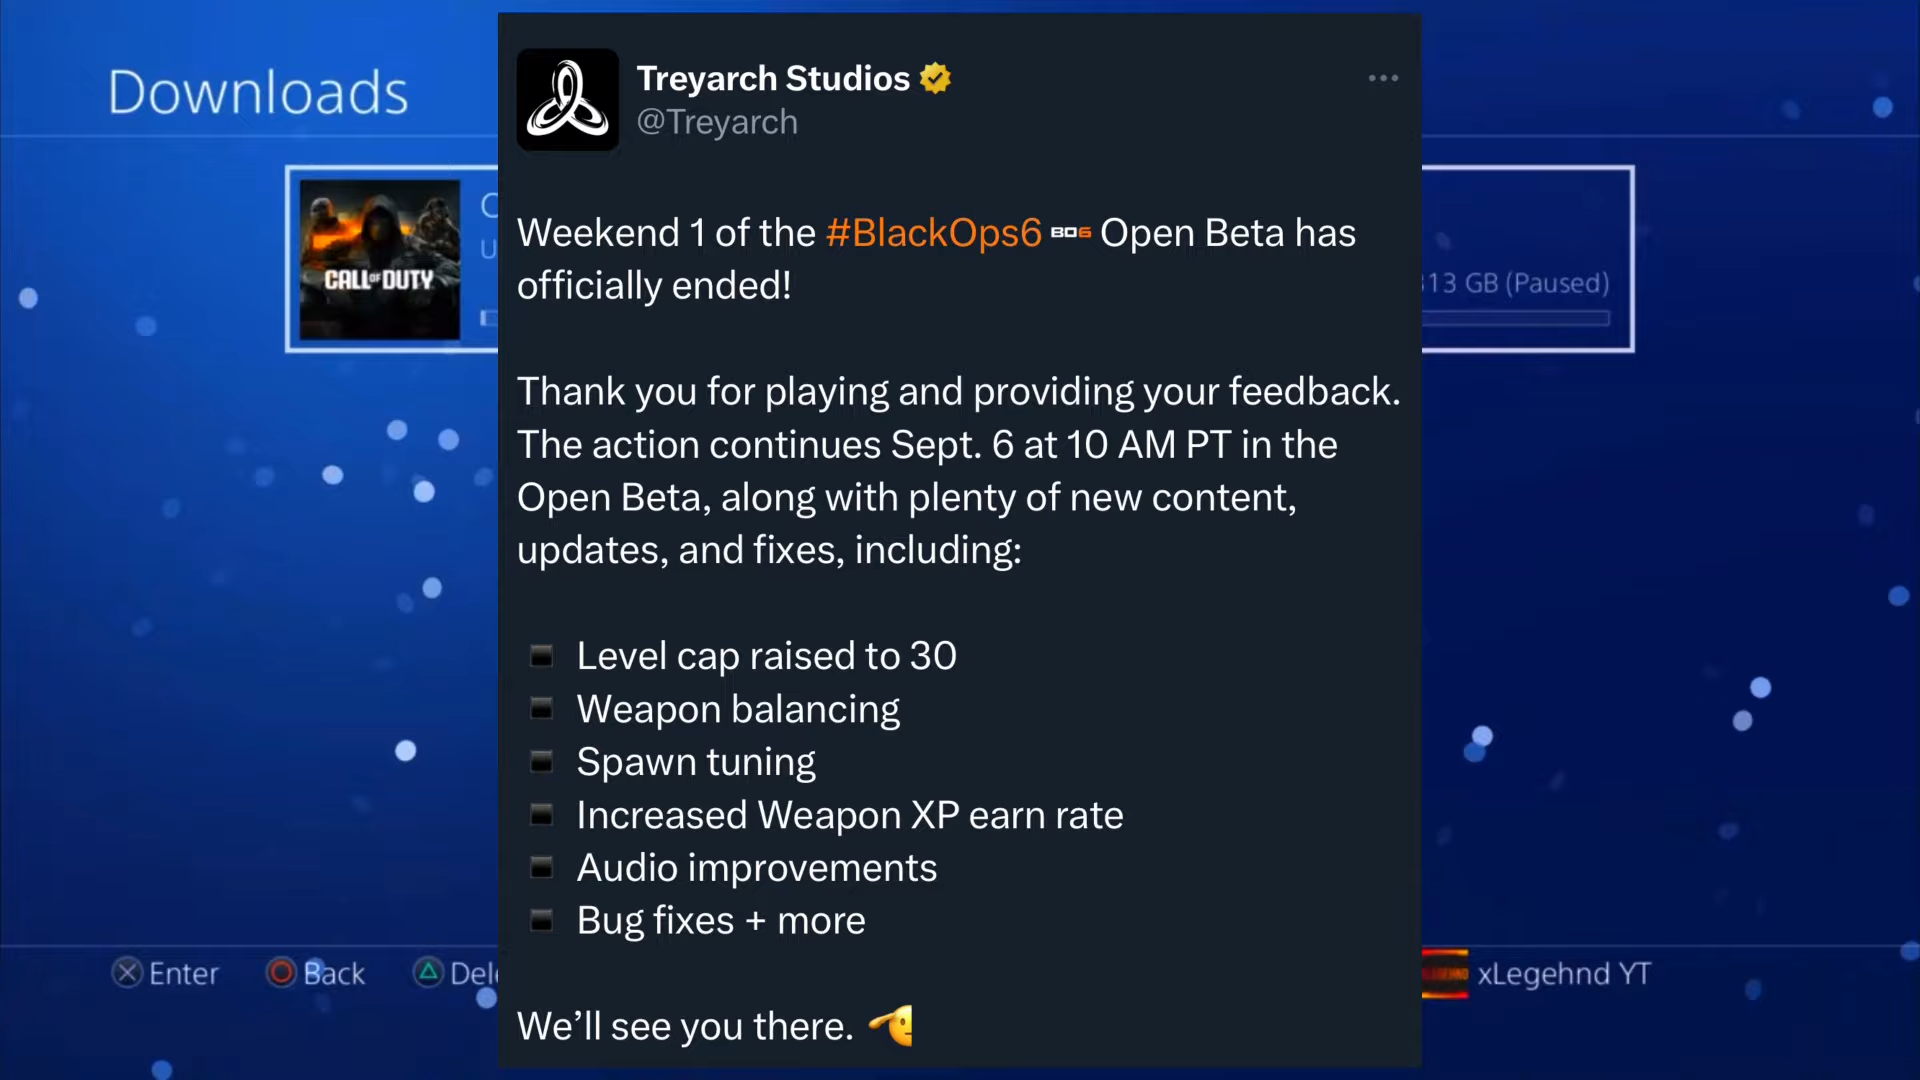 Downloads
Treyarch Studios
@Treyarch
Weekend 1 of the #BlackOps6 BO6 Open Beta has
officially ended!
CALL OF DUTY
13 GB (Paused)
Thank you for playing and providing your feedback.
The action continues Sept. 6 at 10 AM PT in the
Open Beta, along with plenty of new content,
updates, and fixes, including:
Level cap raised to 30
Weapon balancing
Spawn tuning
Increased Weapon XP earn rate
Audio improvements
Bug fixes + more
Enter Back Dele
xLegehnd YT
We’ll see you there.